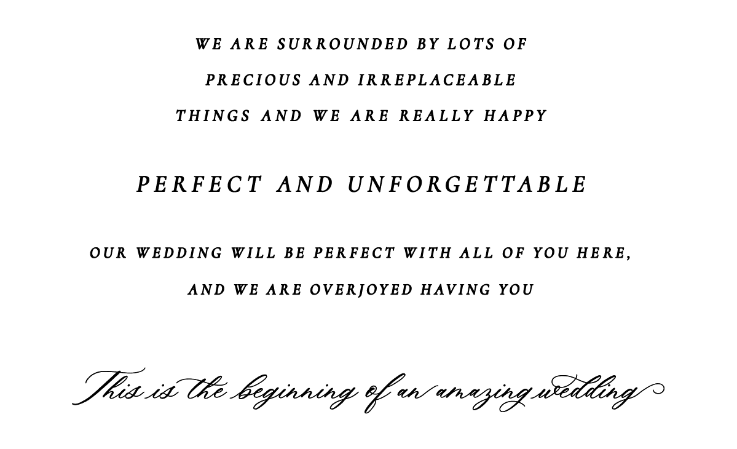 WE ARE SURROUNDED BY LOTS OF
PRECIOUS AND IRREPLACEABLE
THINGS AND WE ARE REALLY HAPPY
PERFECT AND UNFORGETTABLE
OUR WEDDING WILL BE PERFECT WITH ALL OF YOU HERE,
AND WE ARE OVERJOYED HAVING YOU
This is the beginning of an amazing wedding